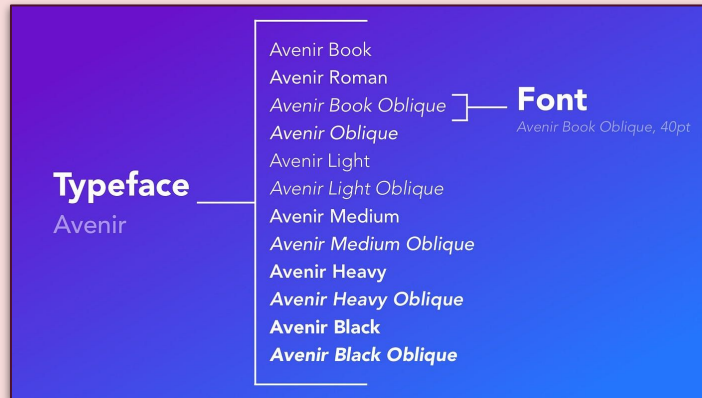 Typeface
Avenir
Avenir Book
Avenir Roman
Avenir Book Oblique
Avenir Oblique
Avenir Light
Avenir Light Oblique
Avenir Medium
Avenir Medium Oblique
Avenir Heavy
Avenir Heavy Oblique
Avenir Black
Avenir Black Oblique
Font
Avenir Book Oblique, 40pt